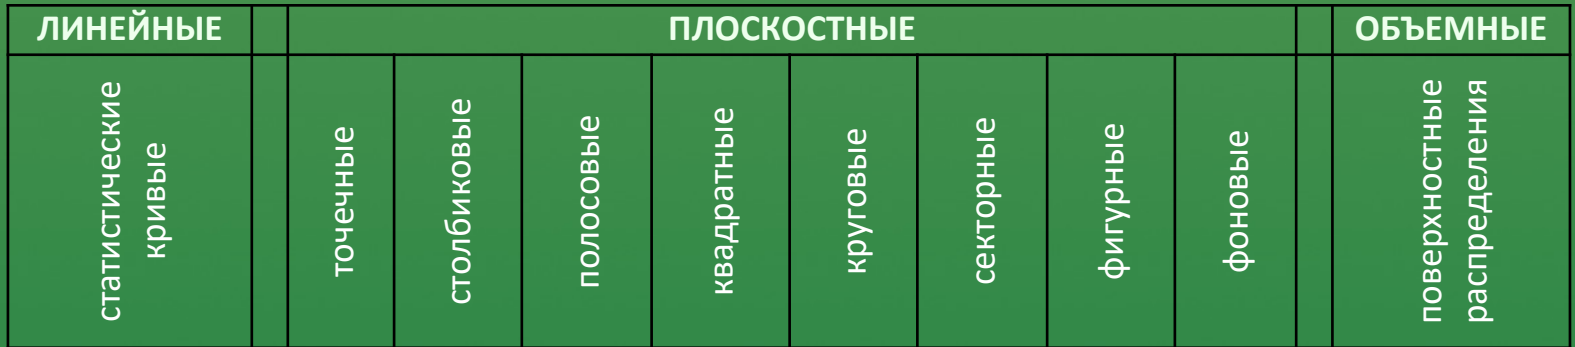 ЛИНЕЙНЫЕ
ПЛОСКОСТНЫЕ
ОБЪЕМНЫЕ
статистические
кривые
точечные
столбиковые
полосовые
квадратные
круговые
секторные
фигурные
фоновые
поверхностные
распределения